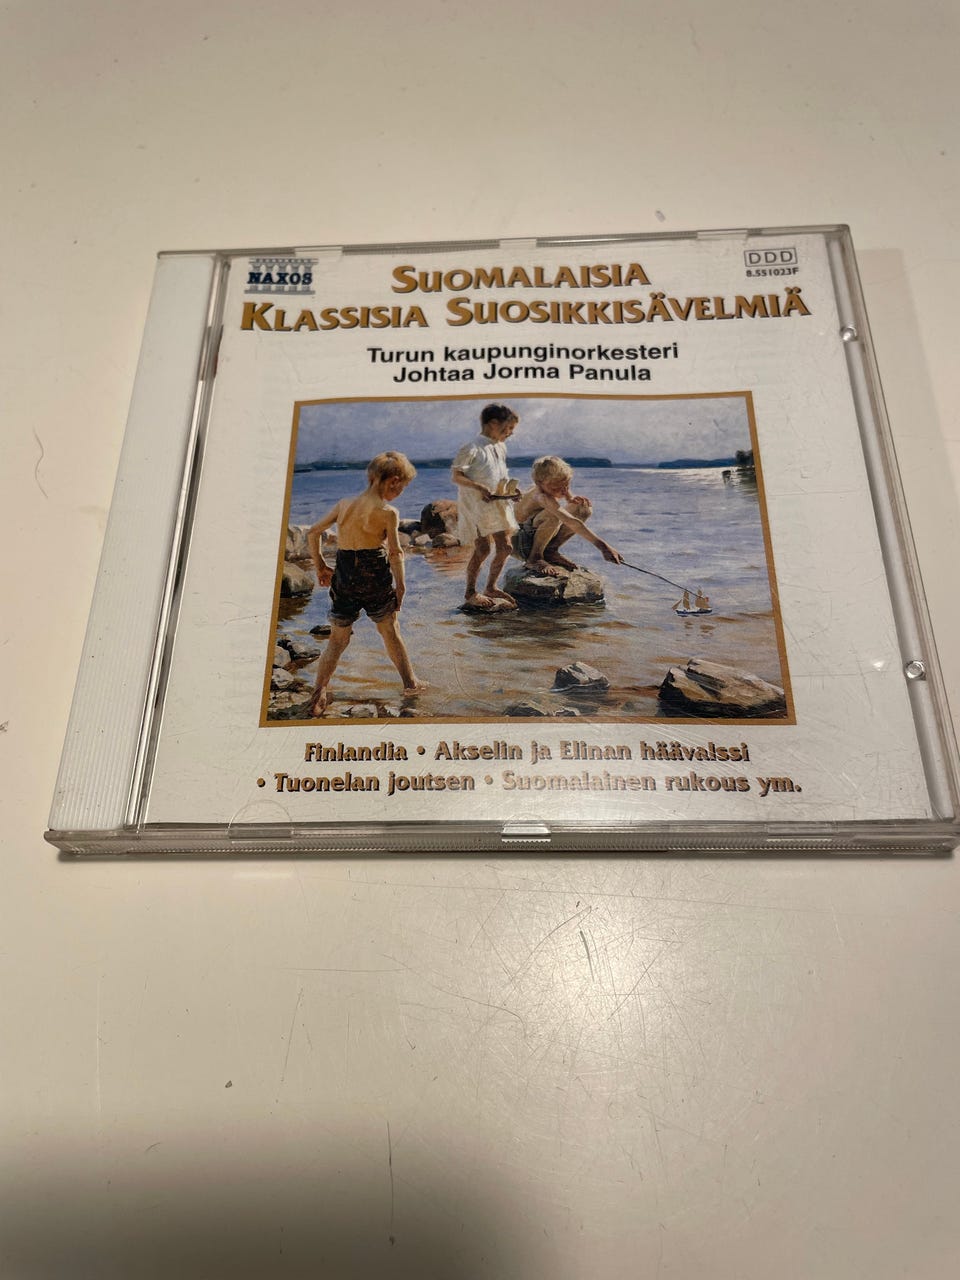 NAXOS
DDD
8.551023F
SUOMALAISIA
KLASSISIA SUOSIKKISÄVELMIÄ
Turun kaupunginorkesteri
Johtaa Jorma Panula
Finlandia • Akselin ja Elinan häävalssi
• Tuonelan joutsen • Suomalainen rukous ym.